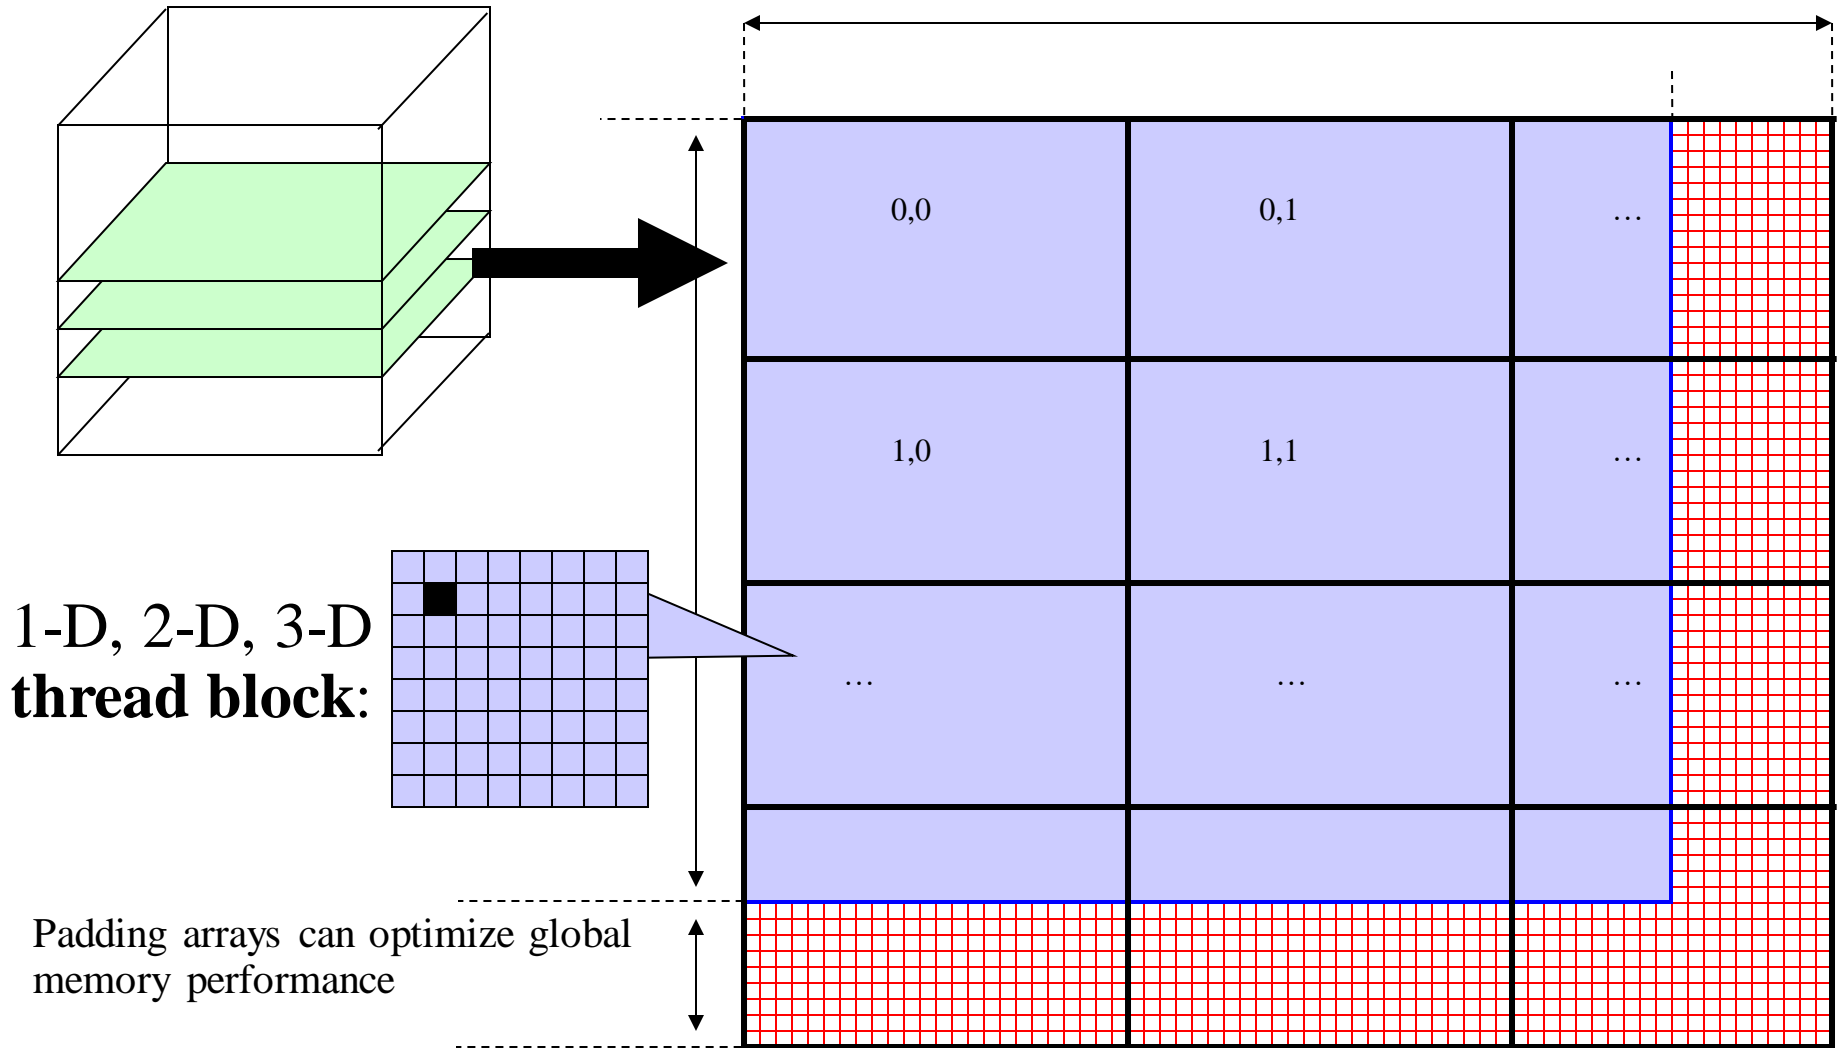 0,0
0,1
…
1,0
1,1
…
1-D, 2-D, 3-D
thread block:
…
…
…
Padding arrays can optimize global
memory performance